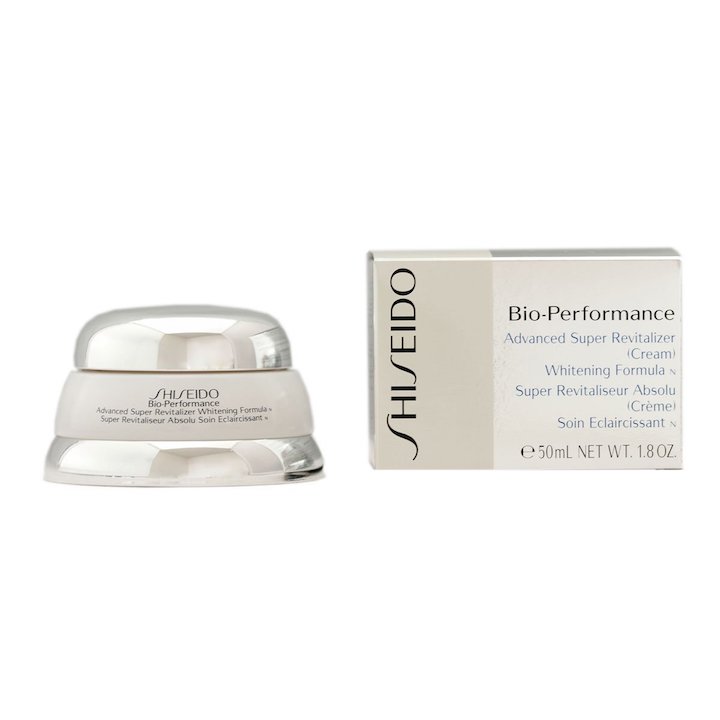 SHISEIDO
Bio-Performance
Advanced Super Revitalizer Whitening Formula N
Super Revitaliseur Absolu Soin Eclaircissant N
SHISEIDO
Bio-Performance
Advanced Super Revitalizer
(Cream)
Whitening Formula N
Super Revitaliseur Absolu
(Crème)
Soin Eclaircissant N
℮ 50mL NET WT. 1.8 OZ.